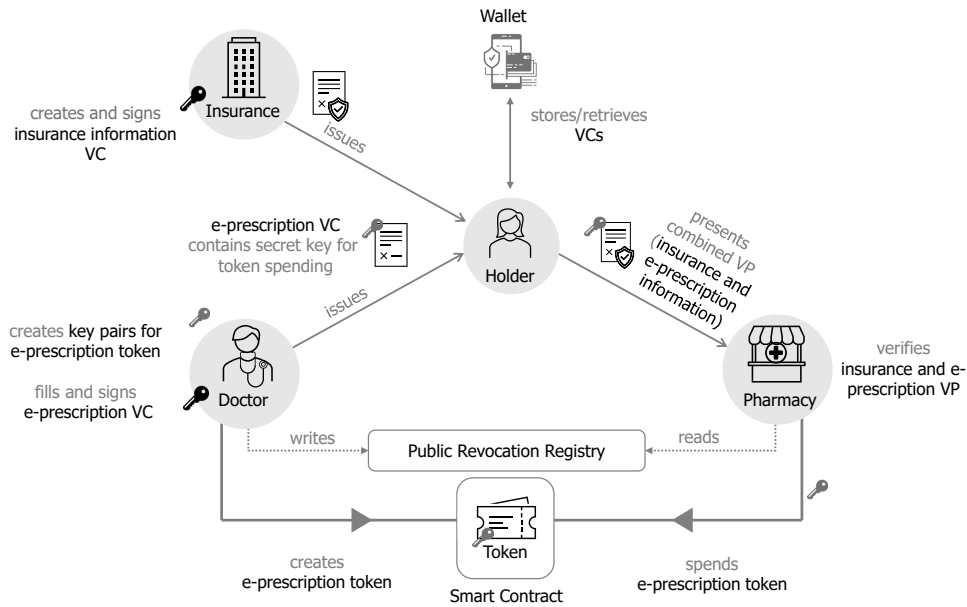 Wallet
Insurance
creates and signs
insurance information
VC
issues
stores/retrieves
VCs
e-prescription VC
contains secret key for
token spending
Holder
presents
combined VP
(insurance and
e-prescription
information)
issues
creates key pairs for
e-prescription token
fills and signs
e-prescription VC
Doctor
Pharmacy
verifies
insurance and e-
prescription VP
writes
Public Revocation Registry
reads
Token
creates
e-prescription token
spends
e-prescription token
Smart Contract